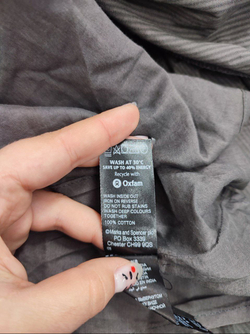 WASH AT 30°C
SAVE UP TO 40% ENERGY
Recycle with
Oxfam
WASH INSIDE OUT
IRON ON REVERSE
DO NOT RUB STAINS
WASH DEEP COLOURS
TOGETHER
100% COTTON
©Marks and Spencer plc
PO Box 3339
Chester CH99 9QS